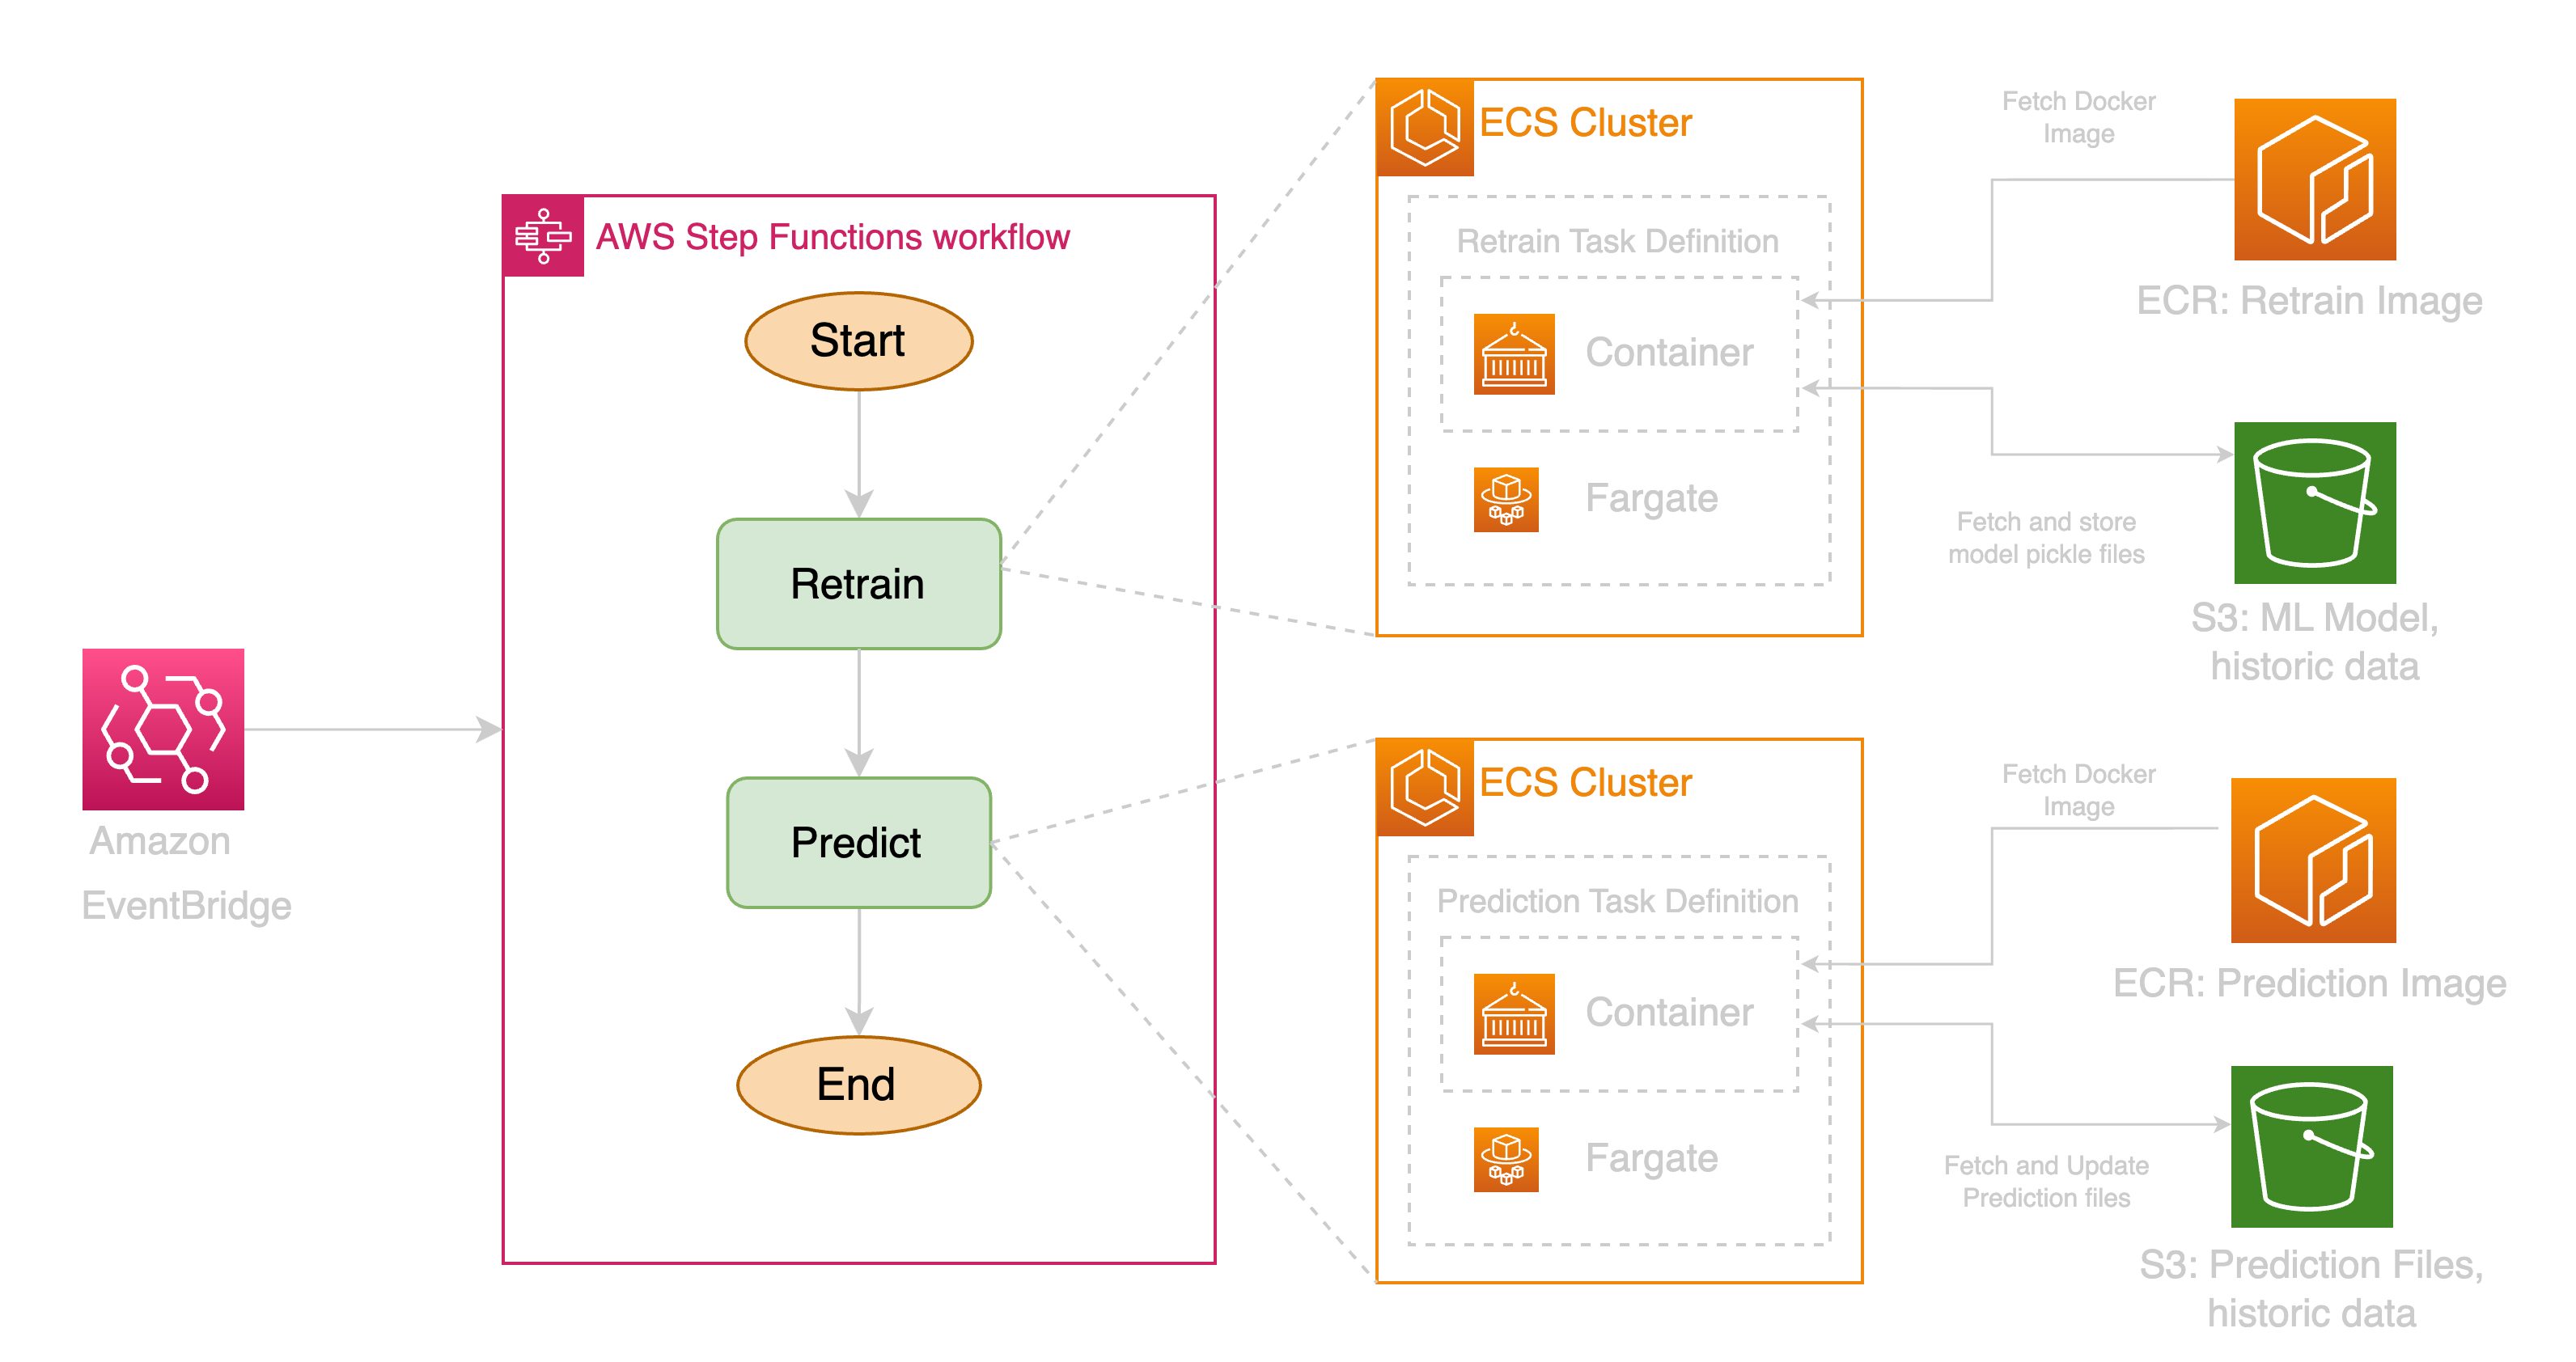 Amazon
EventBridge
AWS Step Functions workflow
Start
Retrain
Predict
End
ECS Cluster
Retrain Task Definition
Container
Fargate
Fetch Docker
Image
ECR: Retrain Image
Fetch and store
model pickle files
S3: ML Model,
historic data
ECS Cluster
Prediction Task Definition
Container
Fargate
Fetch Docker
Image
ECR: Prediction Image
Fetch and Update
Prediction files
S3: Prediction Files,
historic data